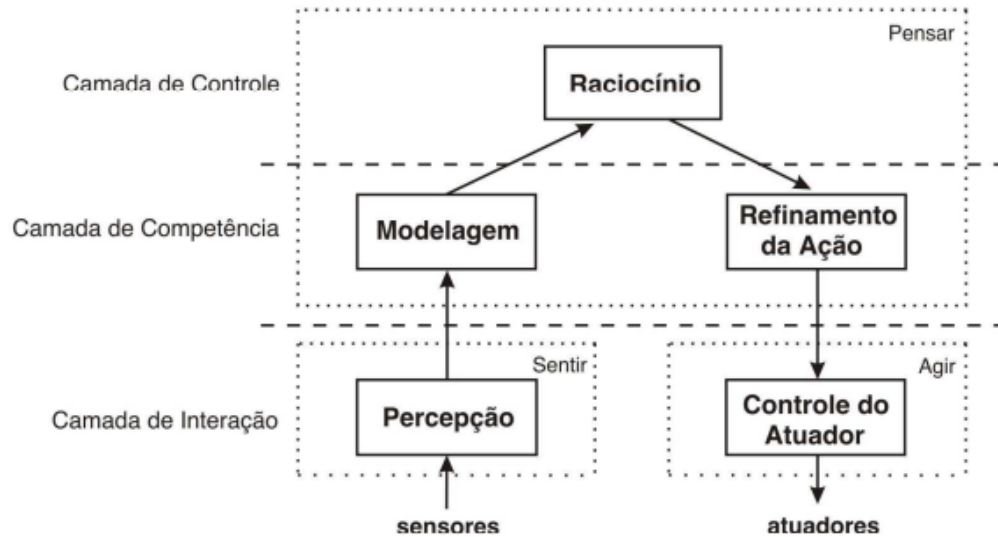 Pensar
Camada de Controle
Raciocínio
Camada de Competência
Modelagem
Refinamento
da Ação
Sentir
Agir
Camada de Interação
Percepção
Controle do
Atuador
sensores
atuadores